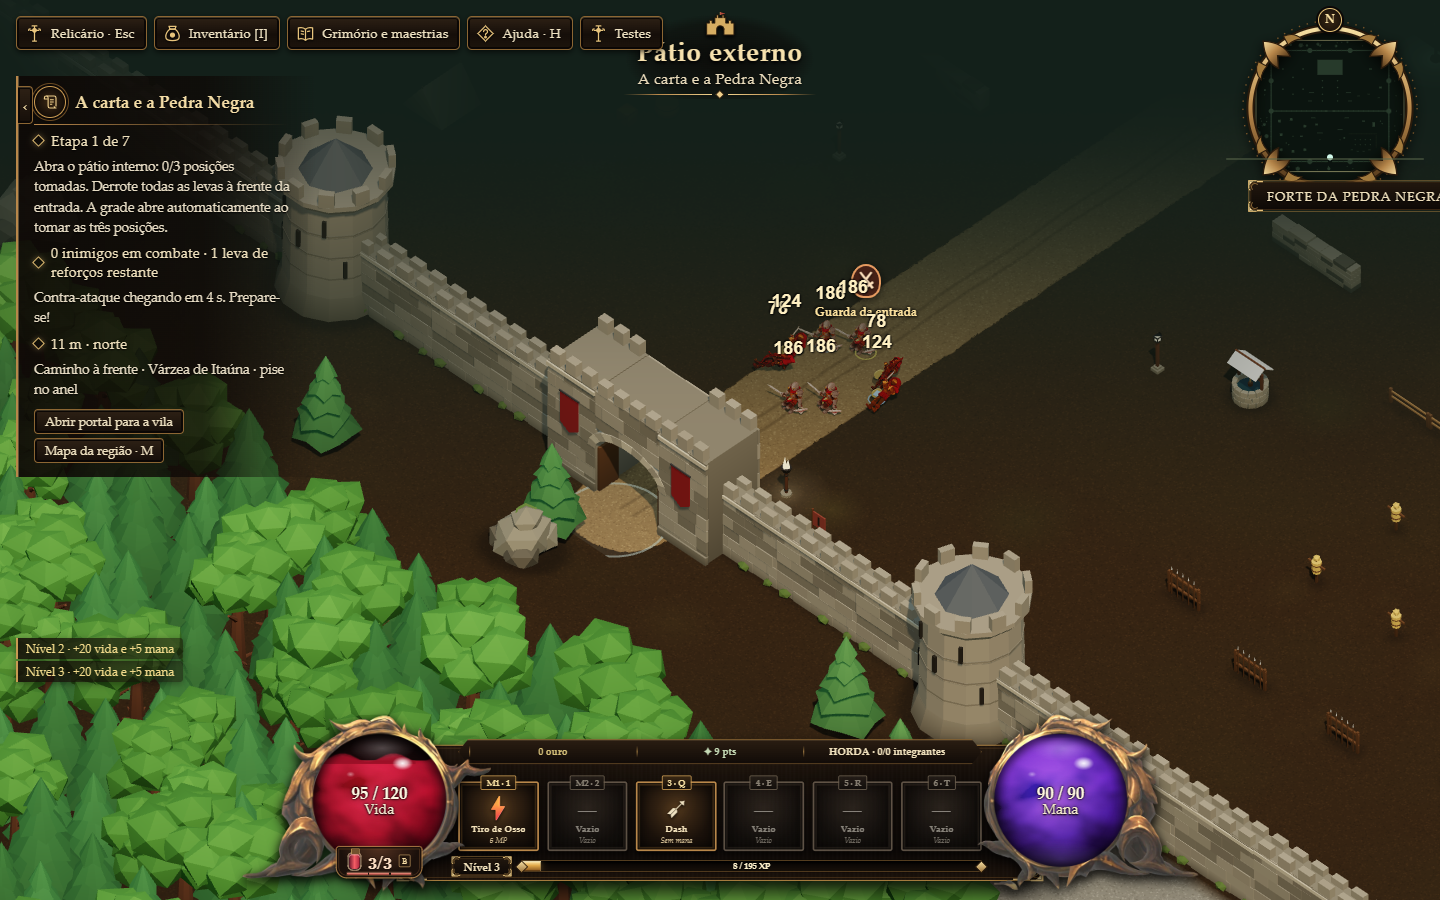 Relicário · Esc
Inventário [I]
Grimório e maestrias
Ajuda · H
Testes
Pátio externo
A carta e a Pedra Negra
N
FORTE DA PEDRA NEGRA
‹
A carta e a Pedra Negra
Etapa 1 de 7
Abra o pátio interno: 0/3 posições
tomadas. Derrote todas as levas à frente da
entrada. A grade abre automaticamente ao
tomar as três posições.
0 inimigos em combate · 1 leva de
reforços restante
Contra-ataque chegando em 4 s. Prepare-
se!
11 m · norte
Caminho à frente · Várzea de Itaúna · pise
no anel
Abrir portal para a vila
Mapa da região · M
124
186
186
Guarda da entrada
78
186
186
124
Nível 2 · +20 vida e +5 mana
Nível 3 · +20 vida e +5 mana
0 ouro
9 pts
HORDA · 0/0 integrantes
95 / 120
Vida
3/3
B
M1 · 1
Tiro de Osso
6 MP
M2 · 2
Vazio
Vazio
3 · Q
Dash
Sem mana
4 · E
Vazio
Vazio
5 · R
Vazio
Vazio
6 · T
Vazio
Vazio
90 / 90
Mana
Nível 3
8 / 195 XP